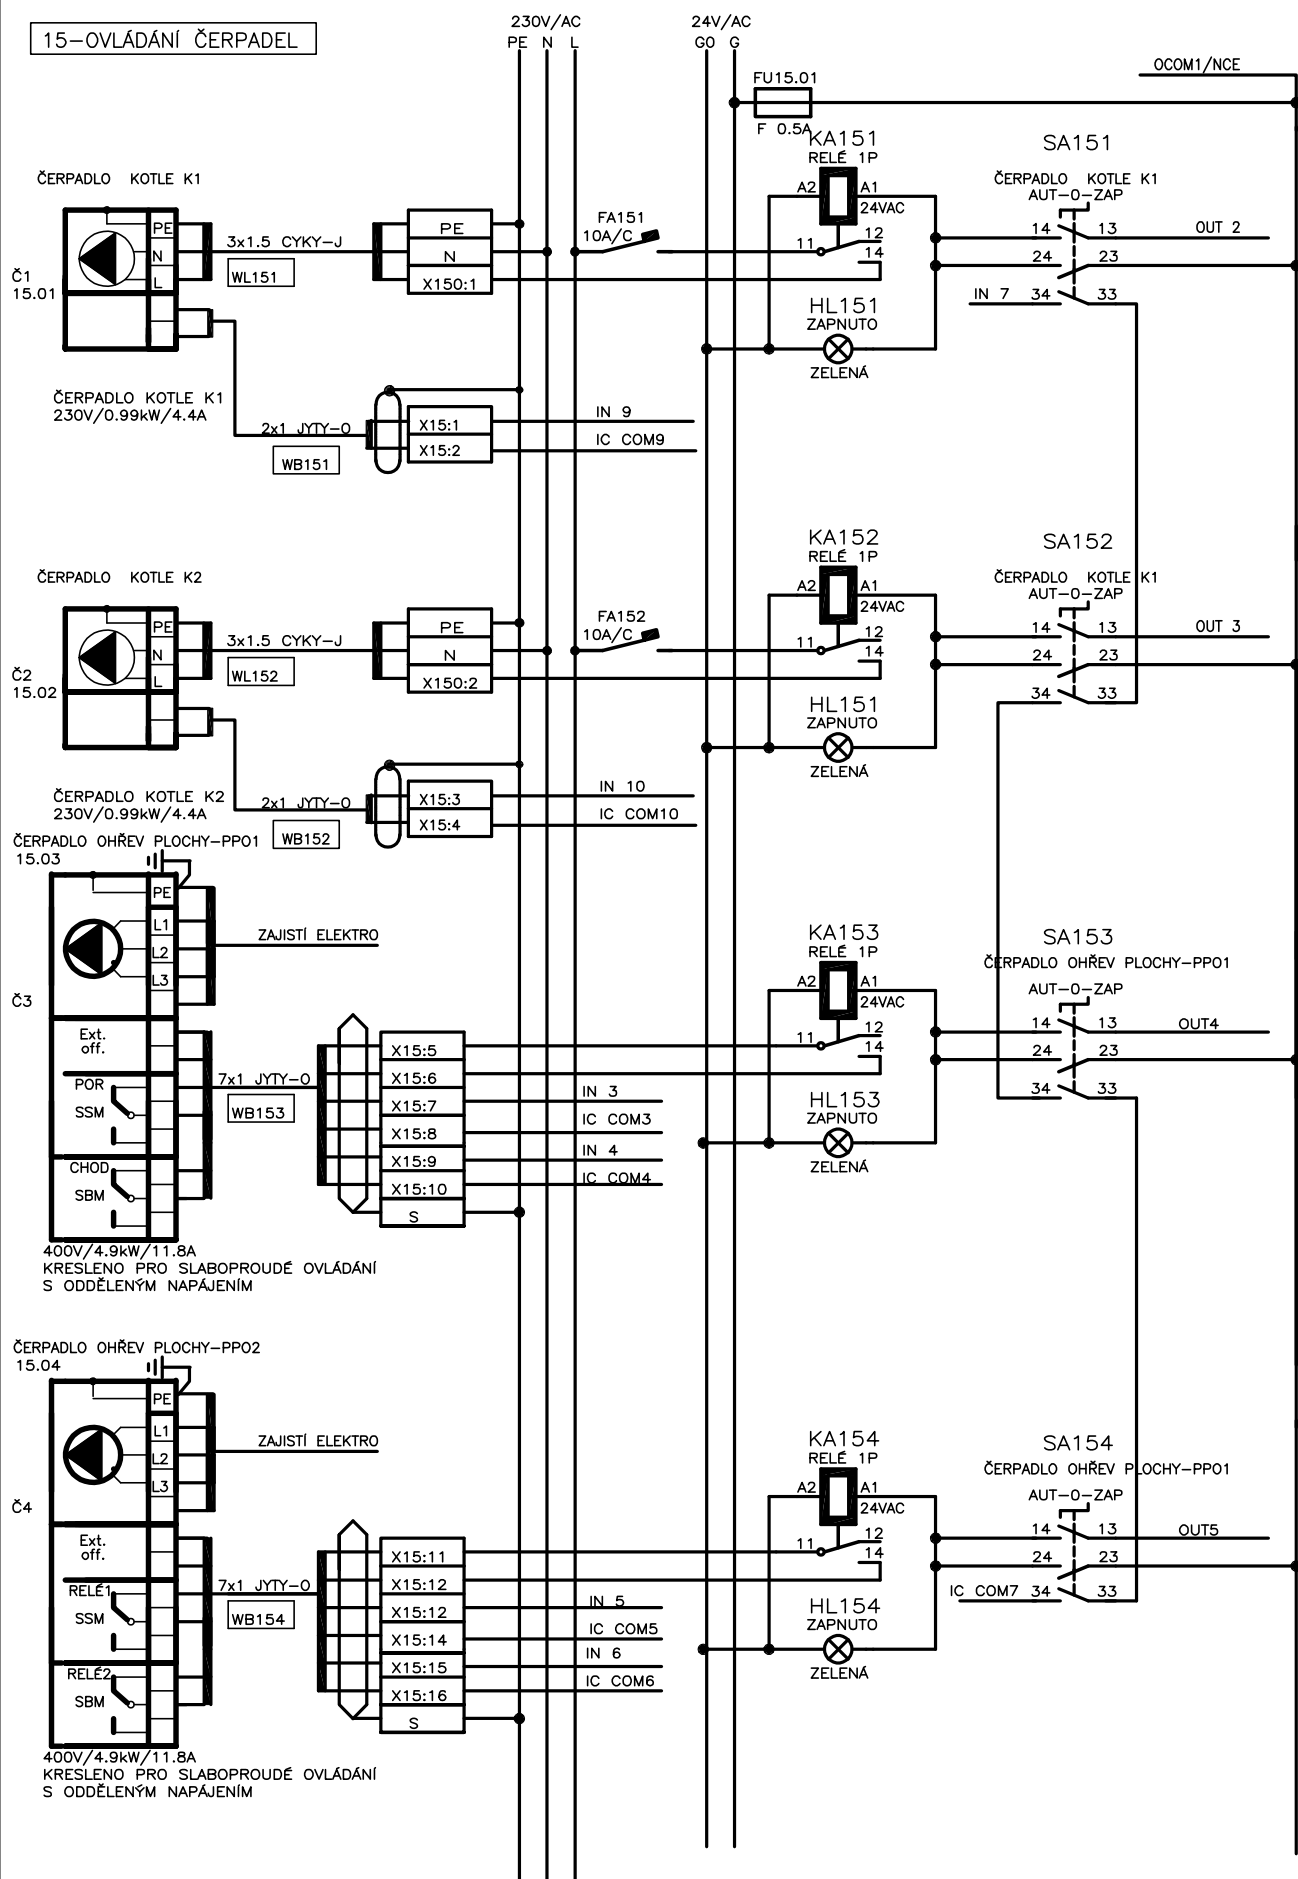 15-OVLÁDÁNÍ ČERPADEL
230V/AC
PE N L
24V/AC
G0 G
OCOM1/NCE
FU15.01
F 0.5A
ČERPADLO KOTLE K1
PE
N
L
Č1
15.01
3x1.5 CYKY-J
WL151
PE
N
X150:1
FA151
10A/C
KA151
RELÉ 1P
A2
A1
24VAC
11
12
14
HL151
ZAPNUTO
ZELENÁ
SA151
ČERPADLO KOTLE K1
AUT-0-ZAP
14
13
OUT 2
24
23
IN 7
34
33
ČERPADLO KOTLE K1
230V/0.99kW/4.4A
2x1 JYTY-O
WB151
X15:1
X15:2
IN 9
IC COM9
ČERPADLO KOTLE K2
PE
N
L
Č2
15.02
3x1.5 CYKY-J
WL152
PE
N
X150:2
FA152
10A/C
KA152
RELÉ 1P
A2
A1
24VAC
11
12
14
HL151
ZAPNUTO
ZELENÁ
SA152
ČERPADLO KOTLE K1
AUT-0-ZAP
14
13
OUT 3
24
23
34
33
ČERPADLO KOTLE K2
230V/0.99kW/4.4A
2x1 JYTY-O
WB152
X15:3
X15:4
IN 10
IC COM10
ČERPADLO OHŘEV PLOCHY-PPO1
15.03
PE
L1
L2
L3
ZAJISTÍ ELEKTRO
Č3
Ext.
off.
POR
SSM
CHOD
SBM
7x1 JYTY-O
WB153
X15:5
X15:6
X15:7
X15:8
X15:9
X15:10
S
IN 3
IC COM3
IN 4
IC COM4
KA153
RELÉ 1P
A2
A1
24VAC
11
12
14
HL153
ZAPNUTO
ZELENÁ
SA153
ČERPADLO OHŘEV PLOCHY-PPO1
AUT-0-ZAP
14
13
OUT4
24
23
34
33
400V/4.9kW/11.8A
KRESLENO PRO SLABOPROUDÉ OVLÁDÁNÍ
S ODDĚLENÝM NAPÁJENÍM
ČERPADLO OHŘEV PLOCHY-PPO2
15.04
PE
L1
L2
L3
ZAJISTÍ ELEKTRO
Č4
Ext.
off.
RELÉ1
SSM
RELÉ2
SBM
7x1 JYTY-O
WB154
X15:11
X15:12
X15:12
X15:14
X15:15
X15:16
S
IN 5
IC COM5
IN 6
IC COM6
KA154
RELÉ 1P
A2
A1
24VAC
11
12
14
HL154
ZAPNUTO
ZELENÁ
SA154
ČERPADLO OHŘEV PLOCHY-PPO1
AUT-0-ZAP
14
13
OUT5
24
23
IC COM7
34
33
400V/4.9kW/11.8A
KRESLENO PRO SLABOPROUDÉ OVLÁDÁNÍ
S ODDĚLENÝM NAPÁJENÍM